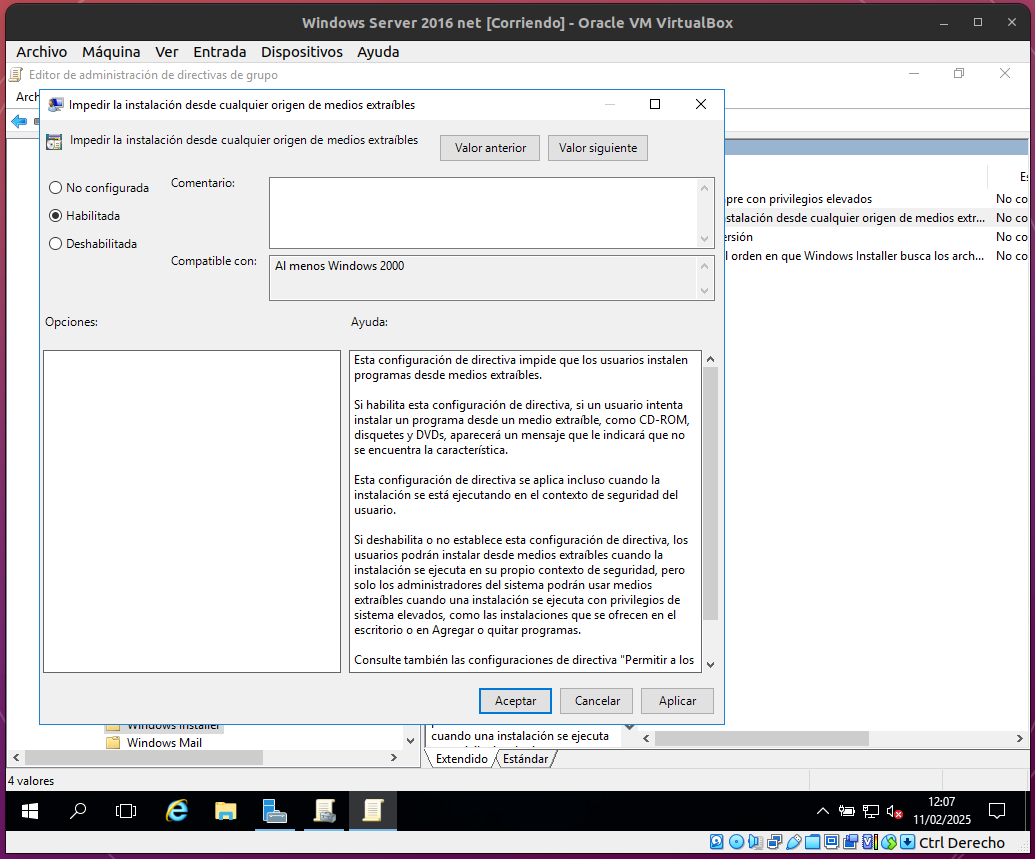 Windows Server 2016 net [Corriendo] - Oracle VM VirtualBox
Archivo Máquina Ver Entrada Dispositivos Ayuda
Editor de administración de directivas de grupo
Arch
Impedir la instalación desde cualquier origen de medios extraíbles
Impedir la instalación desde cualquier origen de medios extraíbles
Valor anterior
Valor siguiente
No configurada
Habilitada
Deshabilitada
Comentario:
Compatible con:
Al menos Windows 2000
Opciones:
Ayuda:
Esta configuración de directiva impide que los usuarios instalen
programas desde medios extraíbles.
Si habilita esta configuración de directiva, si un usuario intenta
instalar un programa desde un medio extraíble, como CD-ROM,
disquetes y DVDs, aparecerá un mensaje que le indicará que no
se encuentra la característica.
Esta configuración de directiva se aplica incluso cuando la
instalación se está ejecutando en el contexto de seguridad del
usuario.
Si deshabilita o no establece esta configuración de directiva, los
usuarios podrán instalar desde medios extraíbles cuando la
instalación se ejecuta en su propio contexto de seguridad, pero
solo los administradores del sistema podrán usar medios
extraíbles cuando una instalación se ejecuta con privilegios de
sistema elevados, como las instalaciones que se ofrecen en el
escritorio o en Agregar o quitar programas.
Consulte también las configuraciones de directiva "Permitir a los
Aceptar
Cancelar
Aplicar
Es
pre con privilegios elevados No co
stalación desde cualquier origen de medios extr... No co
ersión No co
l orden en que Windows Installer busca los arch... No co
Windows Installer
Windows Mail
cuando una instalación se ejecuta
Extendido Estándar
4 valores
12:07
11/02/2025
Ctrl Derecho